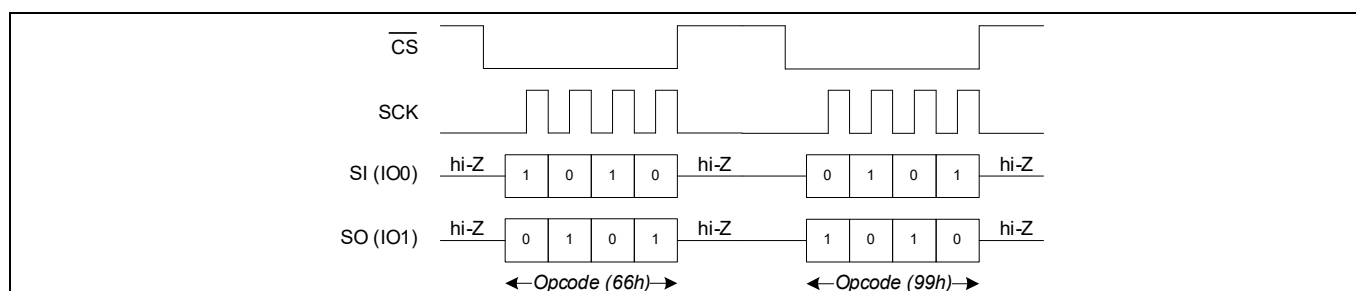 CS
SCK
SI (IO0) hi-Z 1 0 1 0 hi-Z 0 1 0 1 hi-Z
SO (IO1) hi-Z 0 1 0 1 hi-Z 1 0 1 0 hi-Z
Opcode (66h) Opcode (99h)